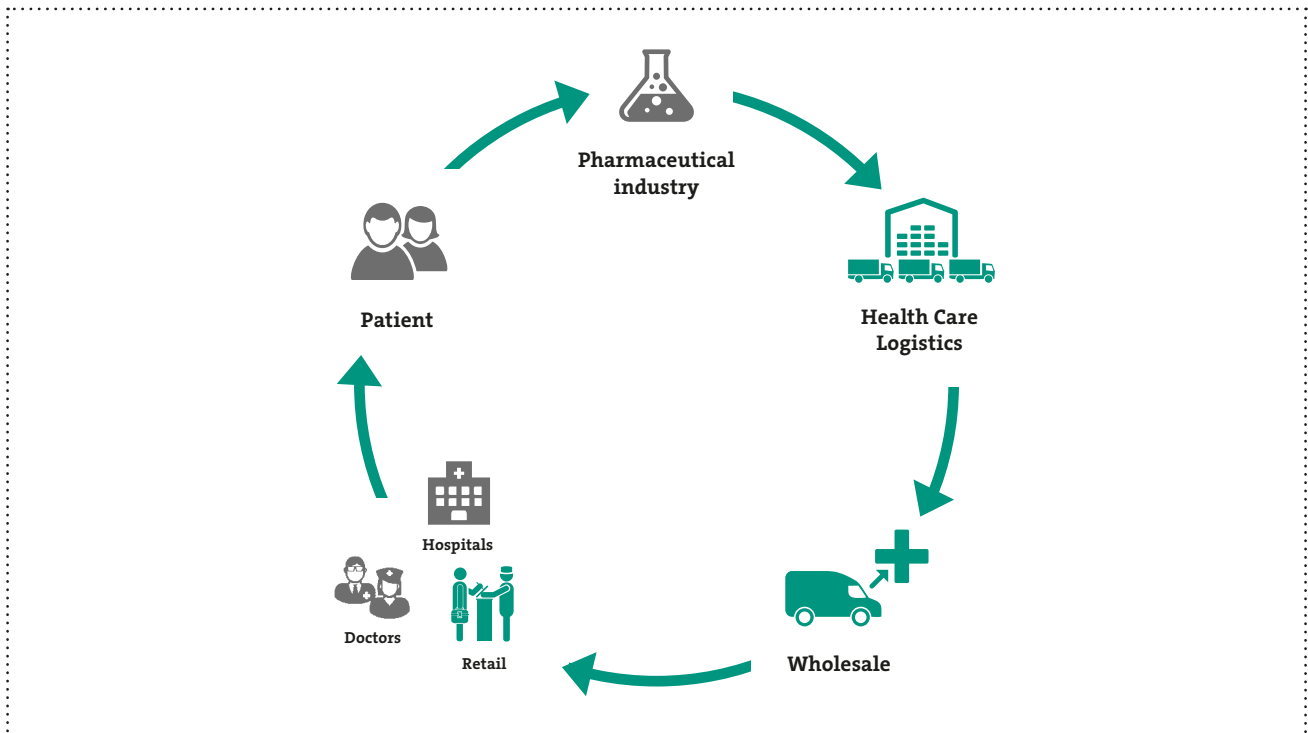 Pharmaceutical
industry
Health Care
Logistics
Patient
Hospitals
Doctors
Retail
Wholesale